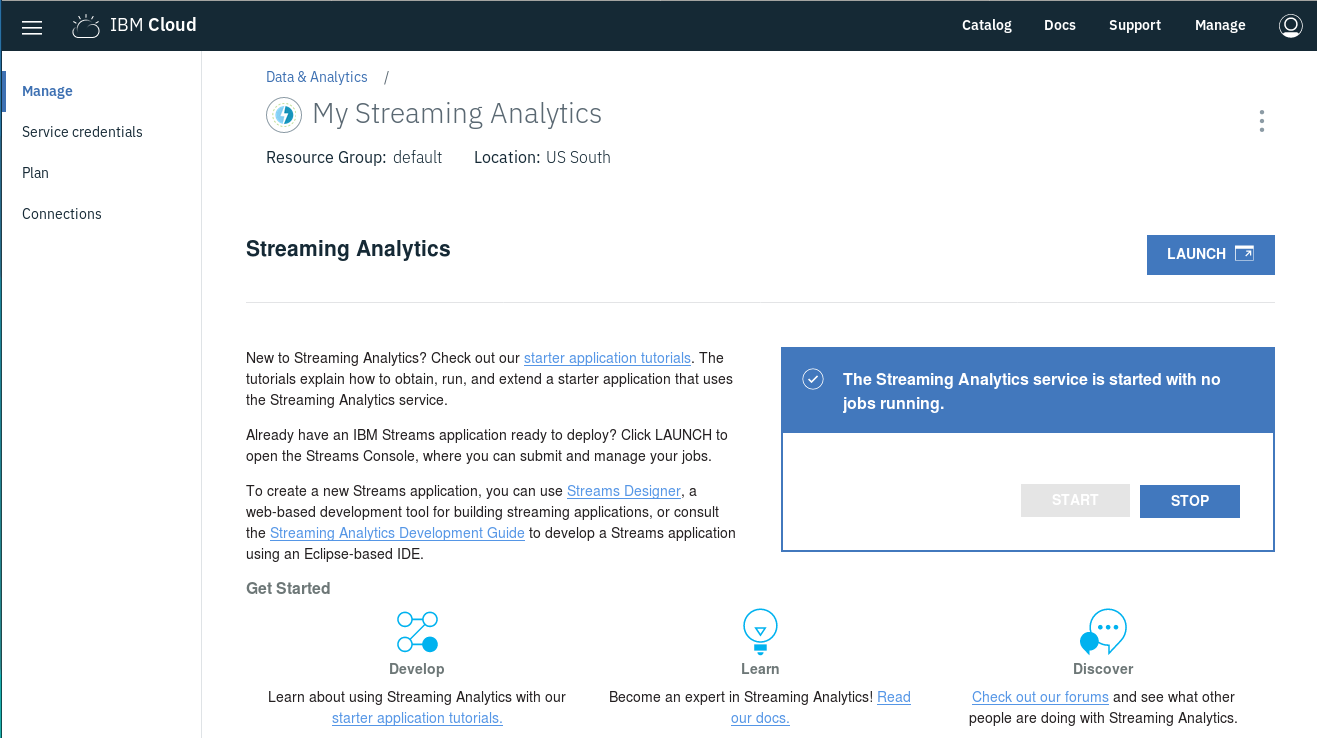 IBM Cloud
Catalog
Docs
Support
Manage
Manage
Service credentials
Plan
Connections
Data & Analytics /
My Streaming Analytics
Resource Group: default
Location: US South
Streaming Analytics
LAUNCH
New to Streaming Analytics? Check out our starter application tutorials. The
tutorials explain how to obtain, run, and extend a starter application that uses
the Streaming Analytics service.
Already have an IBM Streams application ready to deploy? Click LAUNCH to
open the Streams Console, where you can submit and manage your jobs.
To create a new Streams application, you can use Streams Designer, a
web-based development tool for building streaming applications, or consult
the Streaming Analytics Development Guide to develop a Streams application
using an Eclipse-based IDE.
The Streaming Analytics service is started with no
jobs running.
START
STOP
Get Started
Develop
Learn about using Streaming Analytics with our
starter application tutorials.
Learn
Become an expert in Streaming Analytics! Read
our docs.
Discover
Check out our forums and see what other
people are doing with Streaming Analytics.